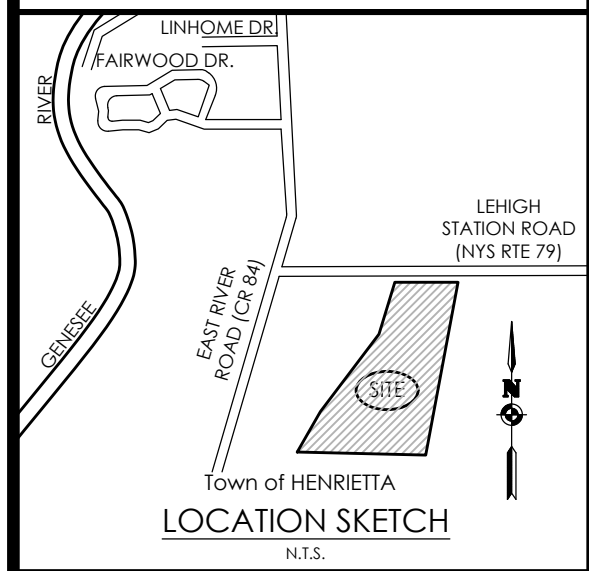 LINHOME DR.
FAIRWOOD DR.
RIVER
LEHIGH
STATION ROAD
(NYS RTE 79)
EAST RIVER
ROAD (CR 84)
GENESEE
SITE
N
Town of HENRIETTA
LOCATION SKETCH
N.T.S.